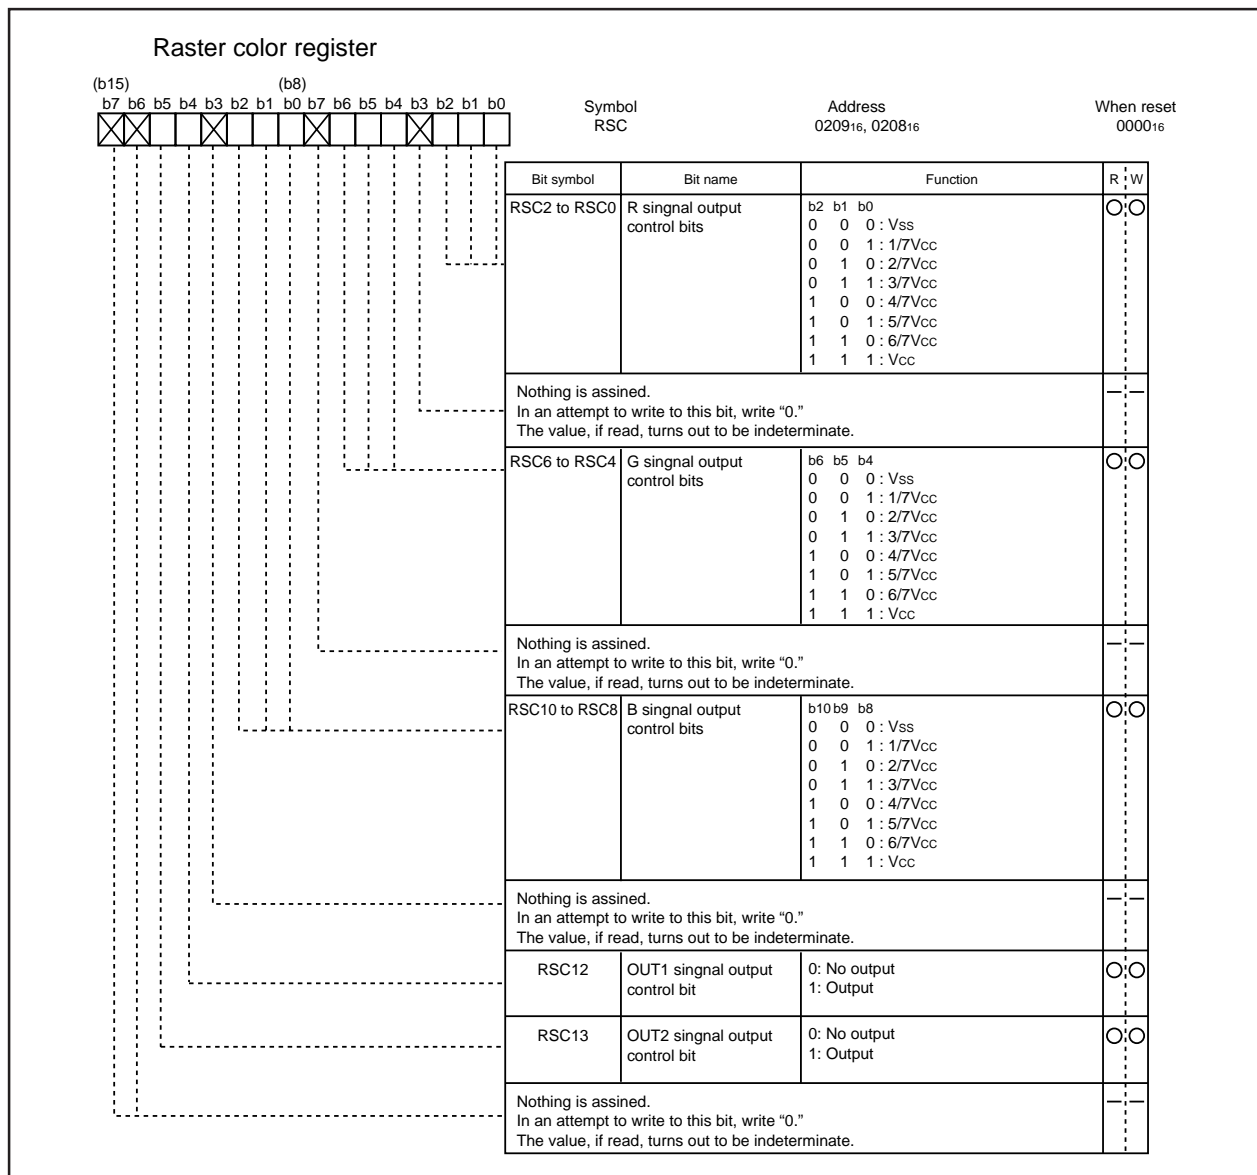 Raster color register
(b15) (b8)
b7 b6 b5 b4 b3 b2 b1 b0 b7 b6 b5 b4 b3 b2 b1 b0
Symbol Address When reset
RSC 020916, 020816 000016
Bit symbol Bit name Function R W
RSC2 to RSC0 R singnal output control bits
b2 b1 b0
0 0 0 : VSS
0 0 1 : 1/7VCC
0 1 0 : 2/7VCC
0 1 1 : 3/7VCC
1 0 0 : 4/7VCC
1 0 1 : 5/7VCC
1 1 0 : 6/7VCC
1 1 1 : VCC
Nothing is assined.
In an attempt to write to this bit, write “0.”
The value, if read, turns out to be indeterminate.
RSC6 to RSC4 G singnal output control bits
b6 b5 b4
0 0 0 : VSS
0 0 1 : 1/7VCC
0 1 0 : 2/7VCC
0 1 1 : 3/7VCC
1 0 0 : 4/7VCC
1 0 1 : 5/7VCC
1 1 0 : 6/7VCC
1 1 1 : VCC
Nothing is assined.
In an attempt to write to this bit, write “0.”
The value, if read, turns out to be indeterminate.
RSC10 to RSC8 B singnal output control bits
b10 b9 b8
0 0 0 : VSS
0 0 1 : 1/7VCC
0 1 0 : 2/7VCC
0 1 1 : 3/7VCC
1 0 0 : 4/7VCC
1 0 1 : 5/7VCC
1 1 0 : 6/7VCC
1 1 1 : VCC
Nothing is assined.
In an attempt to write to this bit, write “0.”
The value, if read, turns out to be indeterminate.
RSC12 OUT1 singnal output control bit
0: No output
1: Output
RSC13 OUT2 singnal output control bit
0: No output
1: Output
Nothing is assined.
In an attempt to write to this bit, write “0.”
The value, if read, turns out to be indeterminate.